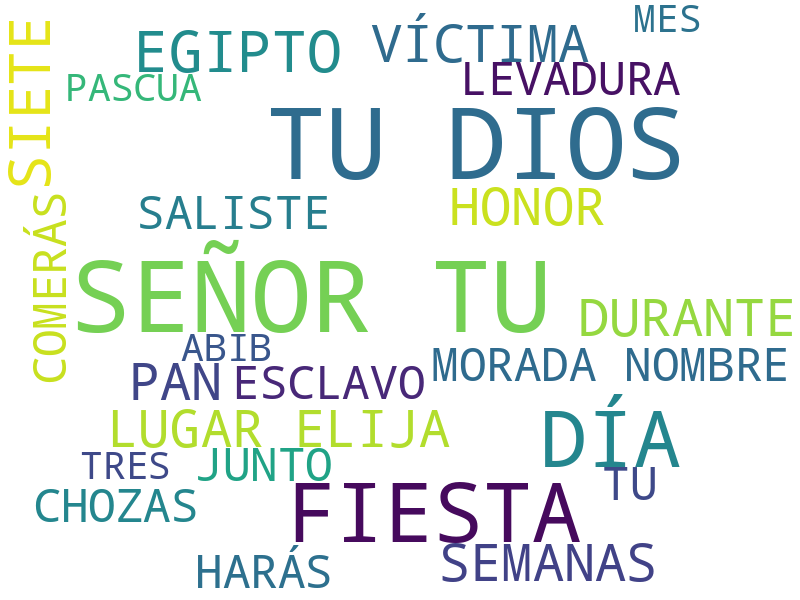 MES
EGIPTO
VÍCTIMA
SIETE
PASCUA
LEVADURA
TU DIOS
SALISTE
HONOR
COMERÁS
SEÑOR TU
DURANTE
ABIB
PAN
ESCLAVO
MORADA NOMBRE
LUGAR ELIJA
DÍA
TRES
JUNTO
TU
CHOZAS
FIESTA
HARÁS
SEMANAS